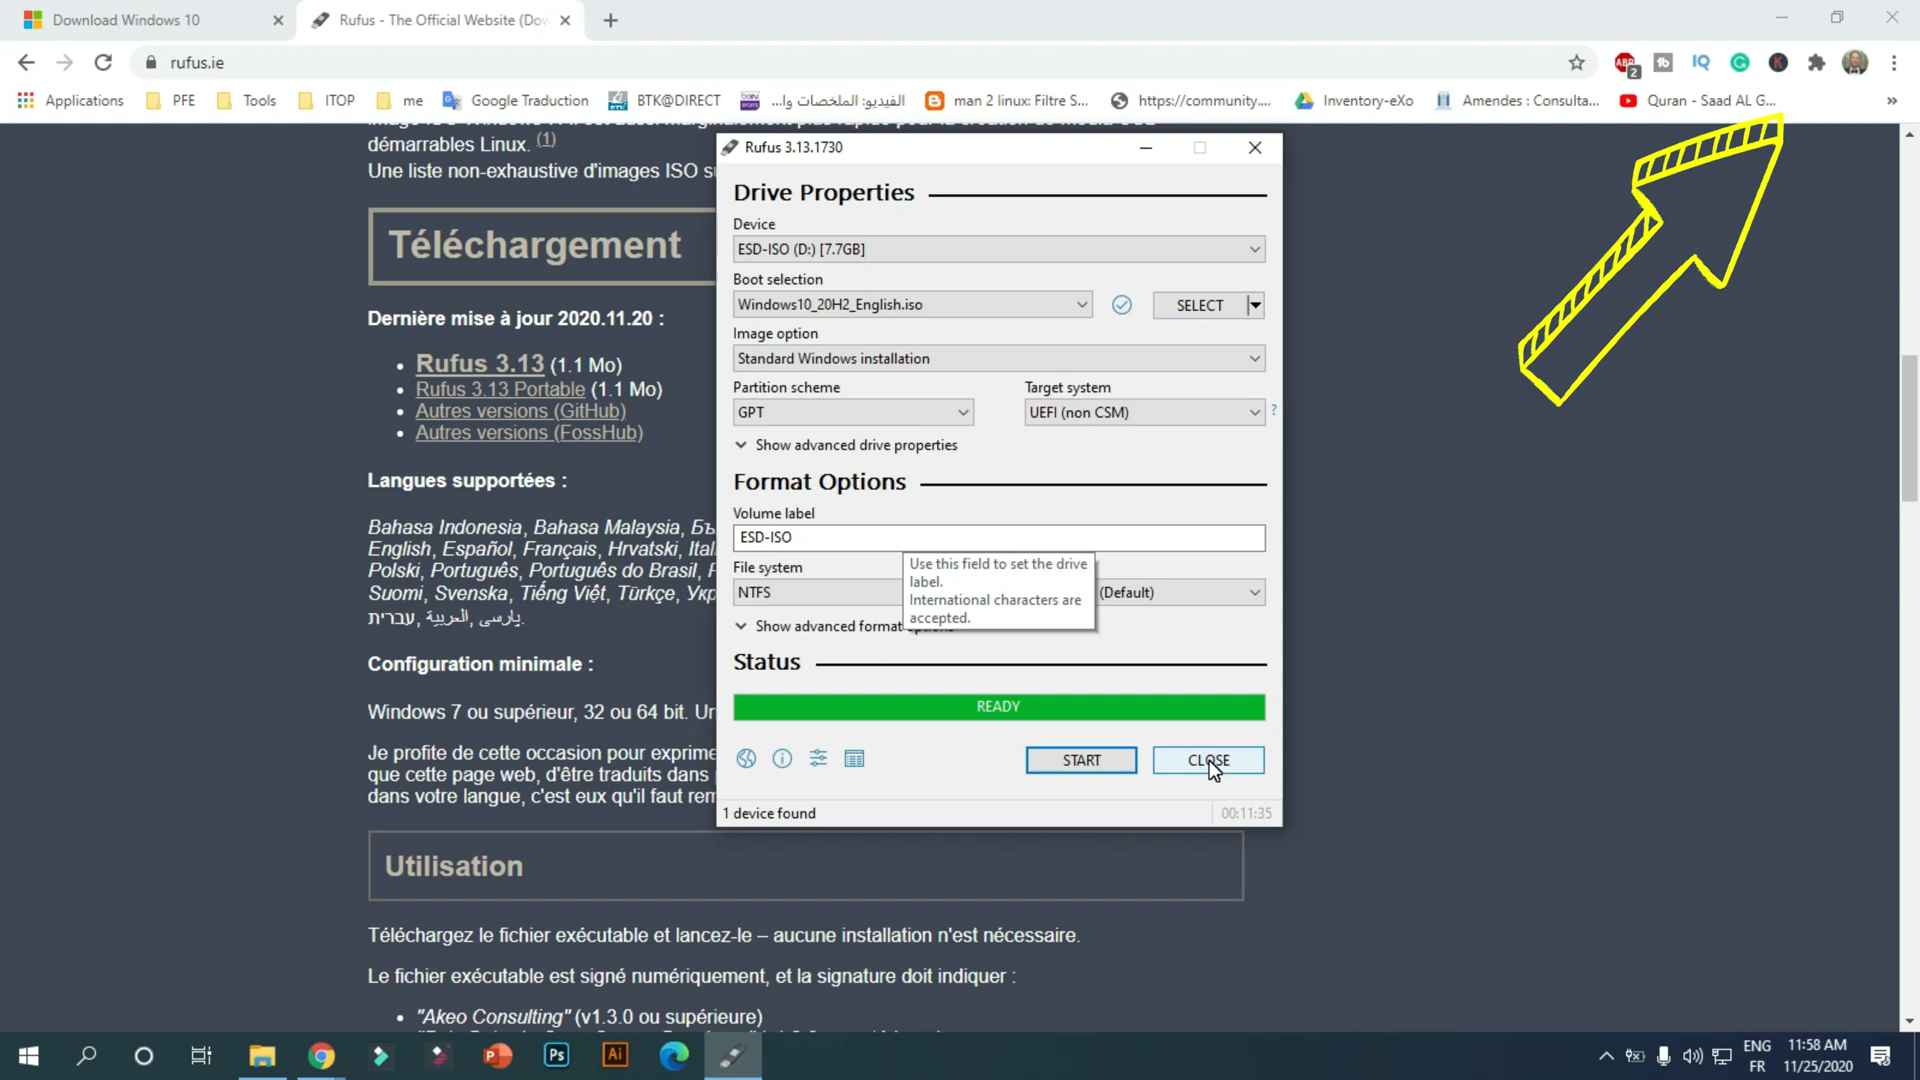 Download Windows 10
Rufus - The Official Website (Dow
rufus.ie
ABP
2
IQ
Applications
PFE
Tools
ITOP
me
Google Traduction
BTK@DIRECT
الفيديو: الملخصات وا...
man 2 linux: Filtre S...
https://community....
Inventory-eXo
Amendes : Consulta...
Quran - Saad AL G...
»
démarrables Linux. (1)
Une liste non-exhaustive d'images ISO su
Téléchargement
Dernière mise à jour 2020.11.20 :
• Rufus 3.13 (1.1 Mo)
• Rufus 3.13 Portable (1.1 Mo)
• Autres versions (GitHub)
• Autres versions (FossHub)
Langues supportées :
Bahasa Indonesia, Bahasa Malaysia, Бъ
English, Español, Français, Hrvatski, Ital
Polski, Português, Português do Brasil, P
Suomi, Svenska, Tiếng Việt, Türkçe, Укр
پارسی, العربية, עברית.
Configuration minimale :
Windows 7 ou supérieur, 32 ou 64 bit. Un
Je profite de cette occasion pour exprime
que cette page web, d'être traduits dans p
dans votre langue, c'est eux qu'il faut rem
Utilisation
Téléchargez le fichier exécutable et lancez-le – aucune installation n'est nécessaire.
Le fichier exécutable est signé numériquement, et la signature doit indiquer :
• "Akeo Consulting" (v1.3.0 ou supérieure)
Rufus 3.13.1730
Drive Properties
Device
ESD-ISO (D:) [7.7GB]
Boot selection
Windows10_20H2_English.iso
SELECT
Image option
Standard Windows installation
Partition scheme
Target system
GPT
UEFI (non CSM)
?
Show advanced drive properties
Format Options
Volume label
ESD-ISO
File system
NTFS
(Default)
Use this field to set the drive
label.
International characters are
accepted.
Show advanced format options
Status
READY
START
CLOSE
1 device found
00:11:35
Ps
Ai
ENG
FR
11:58 AM
11/25/2020